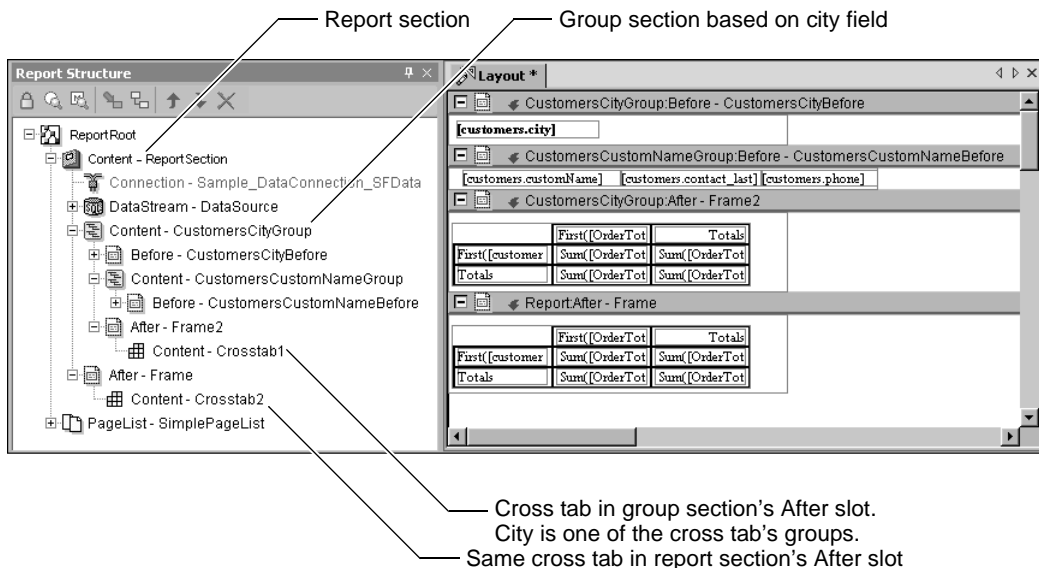 Report section
Group section based on city field
Report Structure
ReportRoot
Content - ReportSection
Connection - Sample_DataConnection_SFData
DataStream - DataSource
Content - CustomersCityGroup
Before - CustomersCityBefore
Content - CustomersCustomNameGroup
Before - CustomersCustomNameBefore
After - Frame2
Content - Crosstab1
After - Frame
Content - Crosstab2
PageList - SimplePageList
Layout *
CustomersCityGroup:Before - CustomersCityBefore
[customers.city]
CustomersCustomNameGroup:Before - CustomersCustomNameBefore
[customers.customName] [customers.contact_last] [customers.phone]
CustomersCityGroup:After - Frame2
First([OrderTot Totals
First([customer Sum([OrderTot Sum([OrderTot
Totals Sum([OrderTot Sum([OrderTot
Report:After - Frame
First([OrderTot Totals
First([customer Sum([OrderTot Sum([OrderTot
Totals Sum([OrderTot Sum([OrderTot
Cross tab in group section's After slot.
City is one of the cross tab's groups.
Same cross tab in report section's After slot